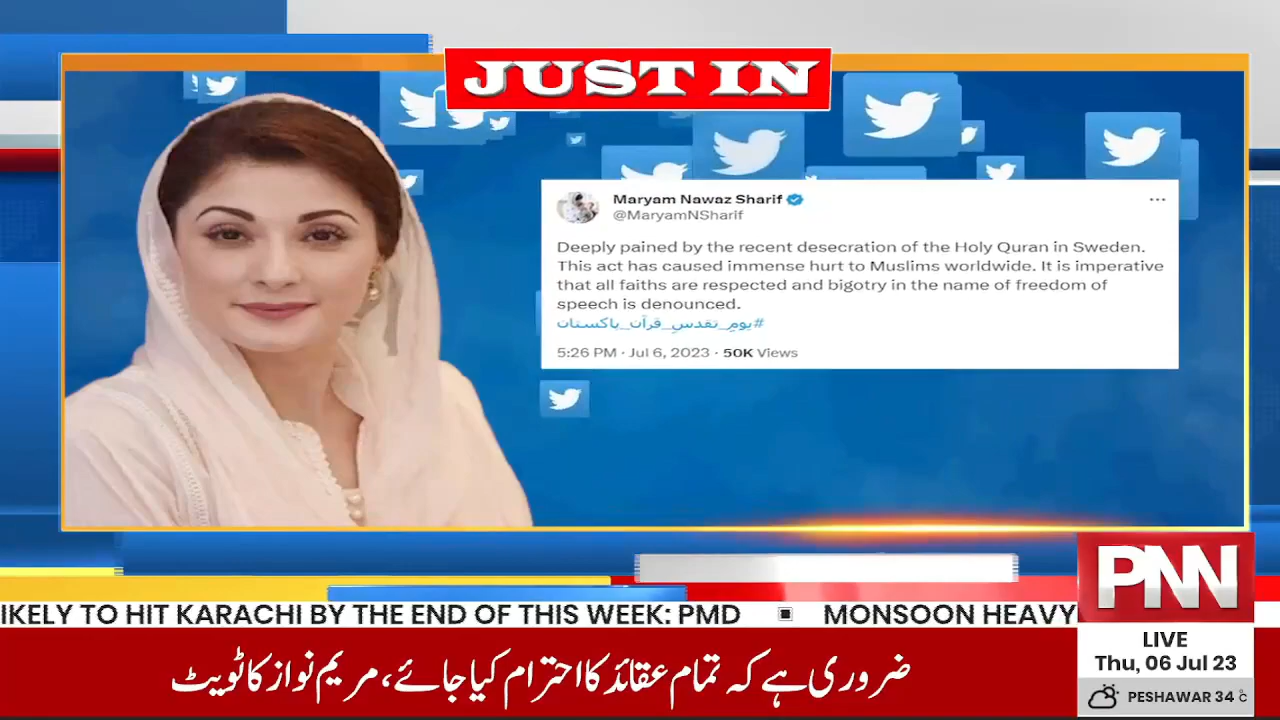 JUST IN
Maryam Nawaz Sharif
@MaryamNSharif
Deeply pained by the recent desecration of the Holy Quran in Sweden.
This act has caused immense hurt to Muslims worldwide. It is imperative
that all faiths are respected and bigotry in the name of freedom of
speech is denounced.
#یومِ_تقدسِ_قرآن_پاکستان
5:26 PM · Jul 6, 2023 · 50K Views
PNN
IKELY TO HIT KARACHI BY THE END OF THIS WEEK: PMD MONSOON HEAVY
LIVE
Thu, 06 Jul 23
PESHAWAR 34 °C
ضروری ہے کہ تمام عقائد کا احترام کیا جائے، مریم نواز کا ٹویٹ